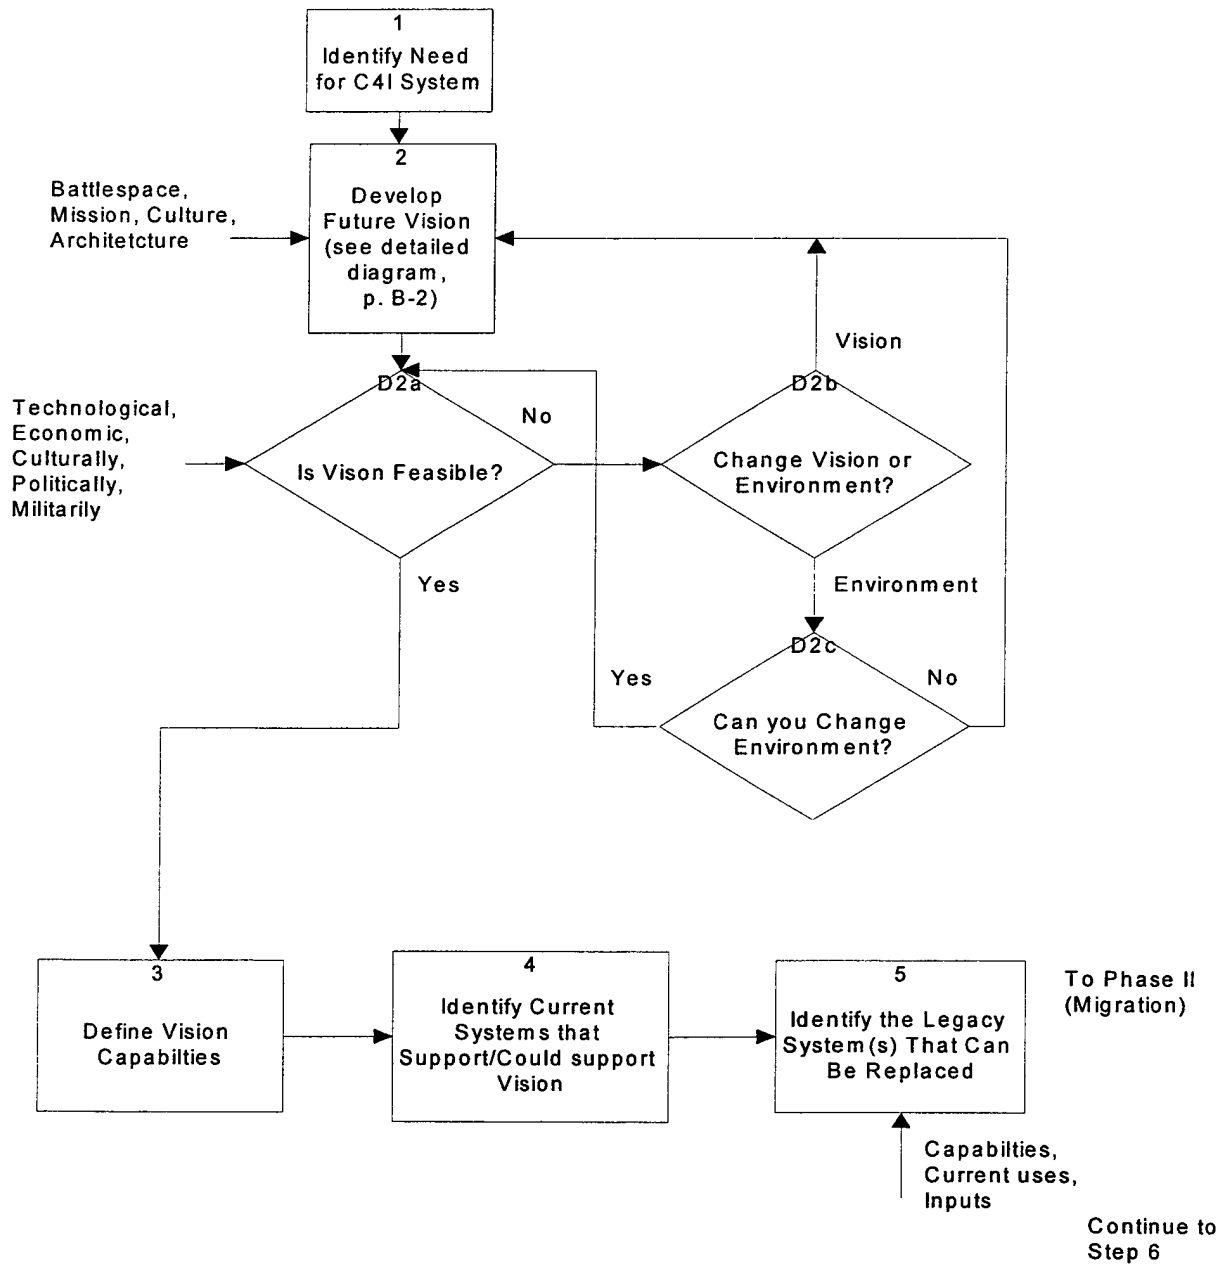 1
Identify Need
for C4I System
2
Develop
Future Vision
(see detailed
diagram,
p. B-2)
Battlespace,
Mission, Culture,
Architetcture
Vision
D2a
D2b
Technological,
Economic,
Culturally,
Politically,
Militarily
No
Is Vison Feasible?
Change Vision or
Environment?
Yes
Environment
D2c
Yes
No
Can you Change
Environment?
3
Define Vision
Capabilties
4
Identify Current
Systems that
Support/Could support
Vision
5
Identify the Legacy
System(s) That Can
Be Replaced
To Phase II
(Migration)
Capabilties,
Current uses,
Inputs
Continue to
Step 6